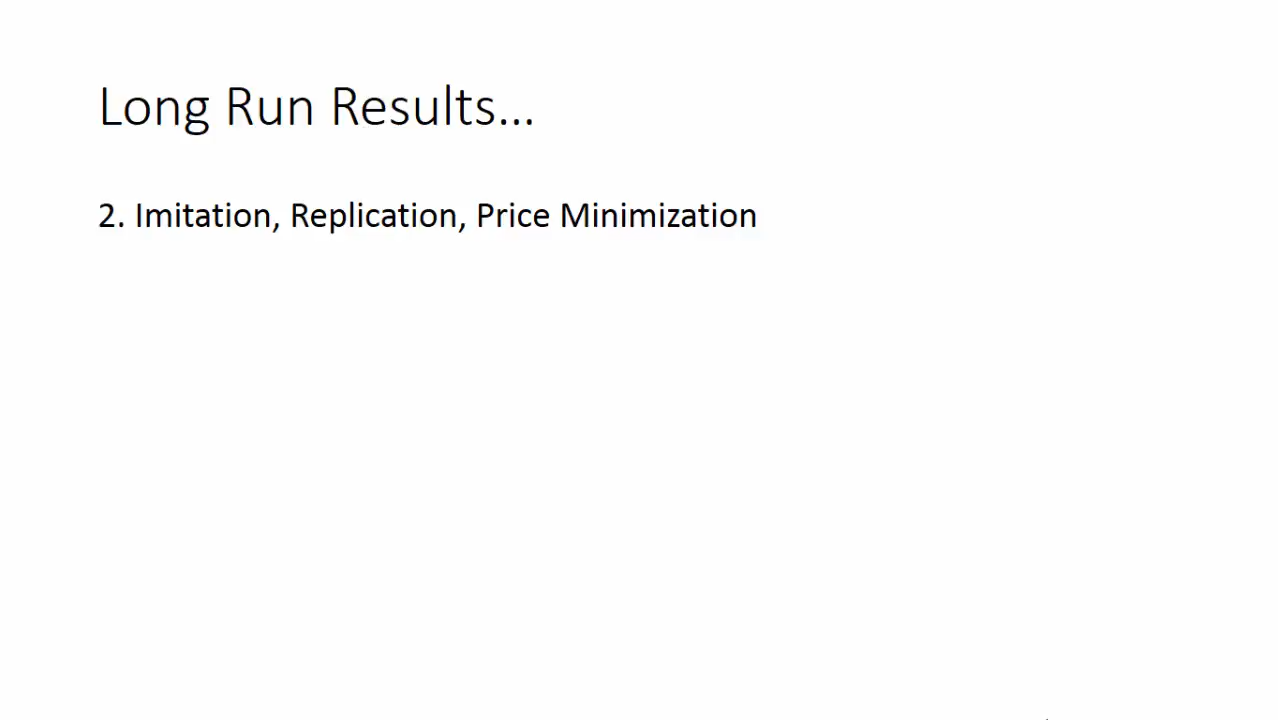 Long Run Results...
2. Imitation, Replication, Price Minimization